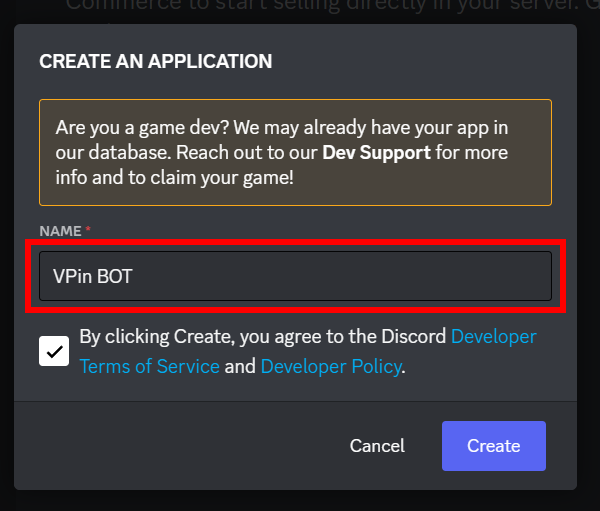 Commerce to start selling directly in your server. G
CREATE AN APPLICATION
Are you a game dev? We may already have your app in
our database. Reach out to our Dev Support for more
info and to claim your game!
NAME *
VPin BOT
By clicking Create, you agree to the Discord Developer
Terms of Service and Developer Policy.
Cancel
Create